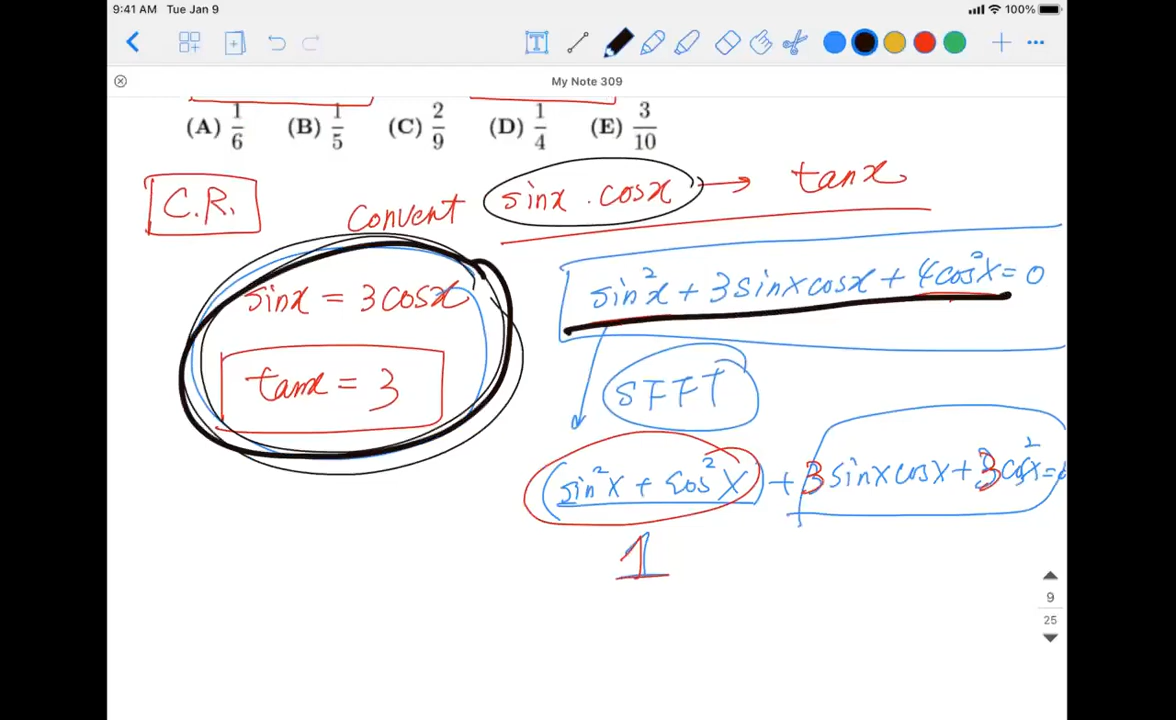 9:41 AM Tue Jan 9 100%
My Note 309
(A) 1/6 (B) 1/5 (C) 2/9 (D) 1/4 (E) 3/10
C.R. Convent sinx . cosx → tanx
sinx = 3cosx
sin²x + 3sinxcosx + 4cos²x = 0
tanx = 3
SFFT
(sin²x + cos²x) + 3sinxcosx + 3cos²x =
1
9
25